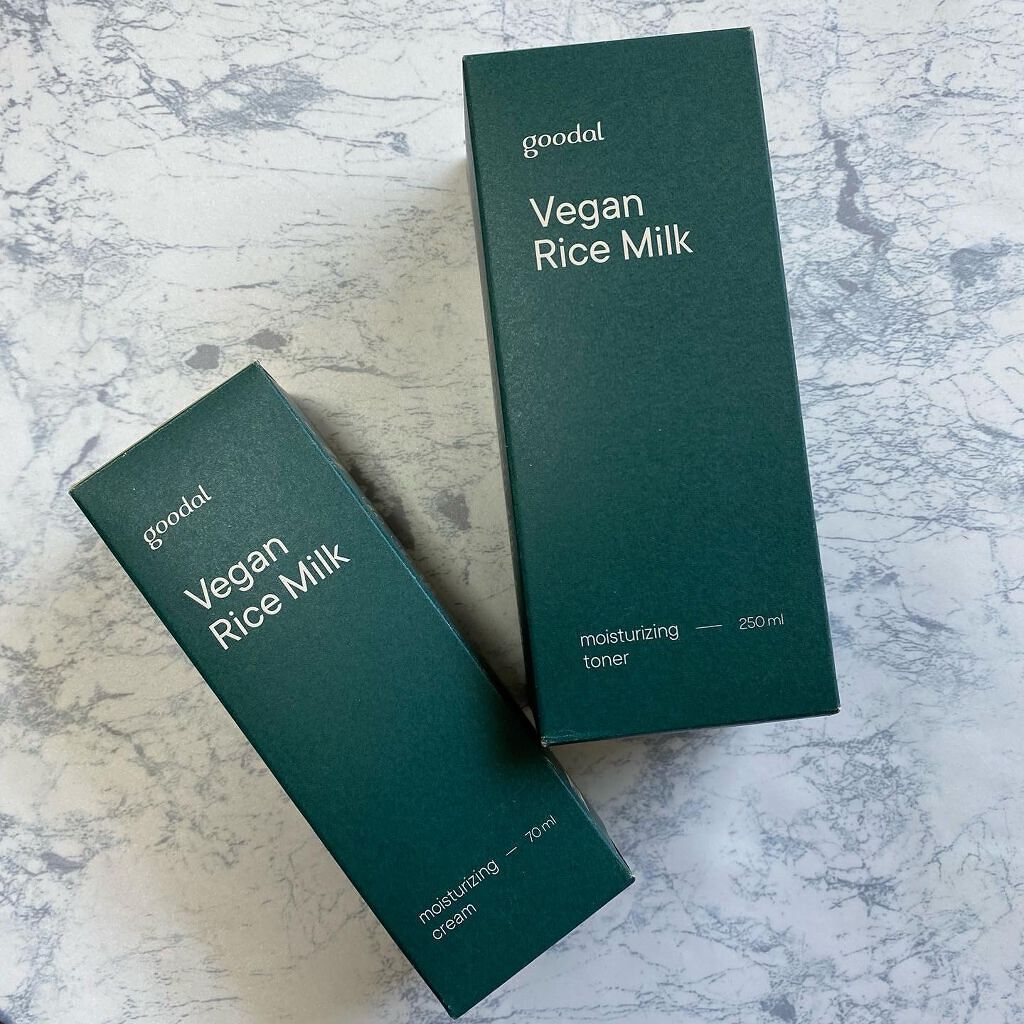 goodal
Vegan
Rice Milk
moisturizing — 250 ml
toner
goodal
Vegan
Rice Milk
moisturizing — 70 ml
cream